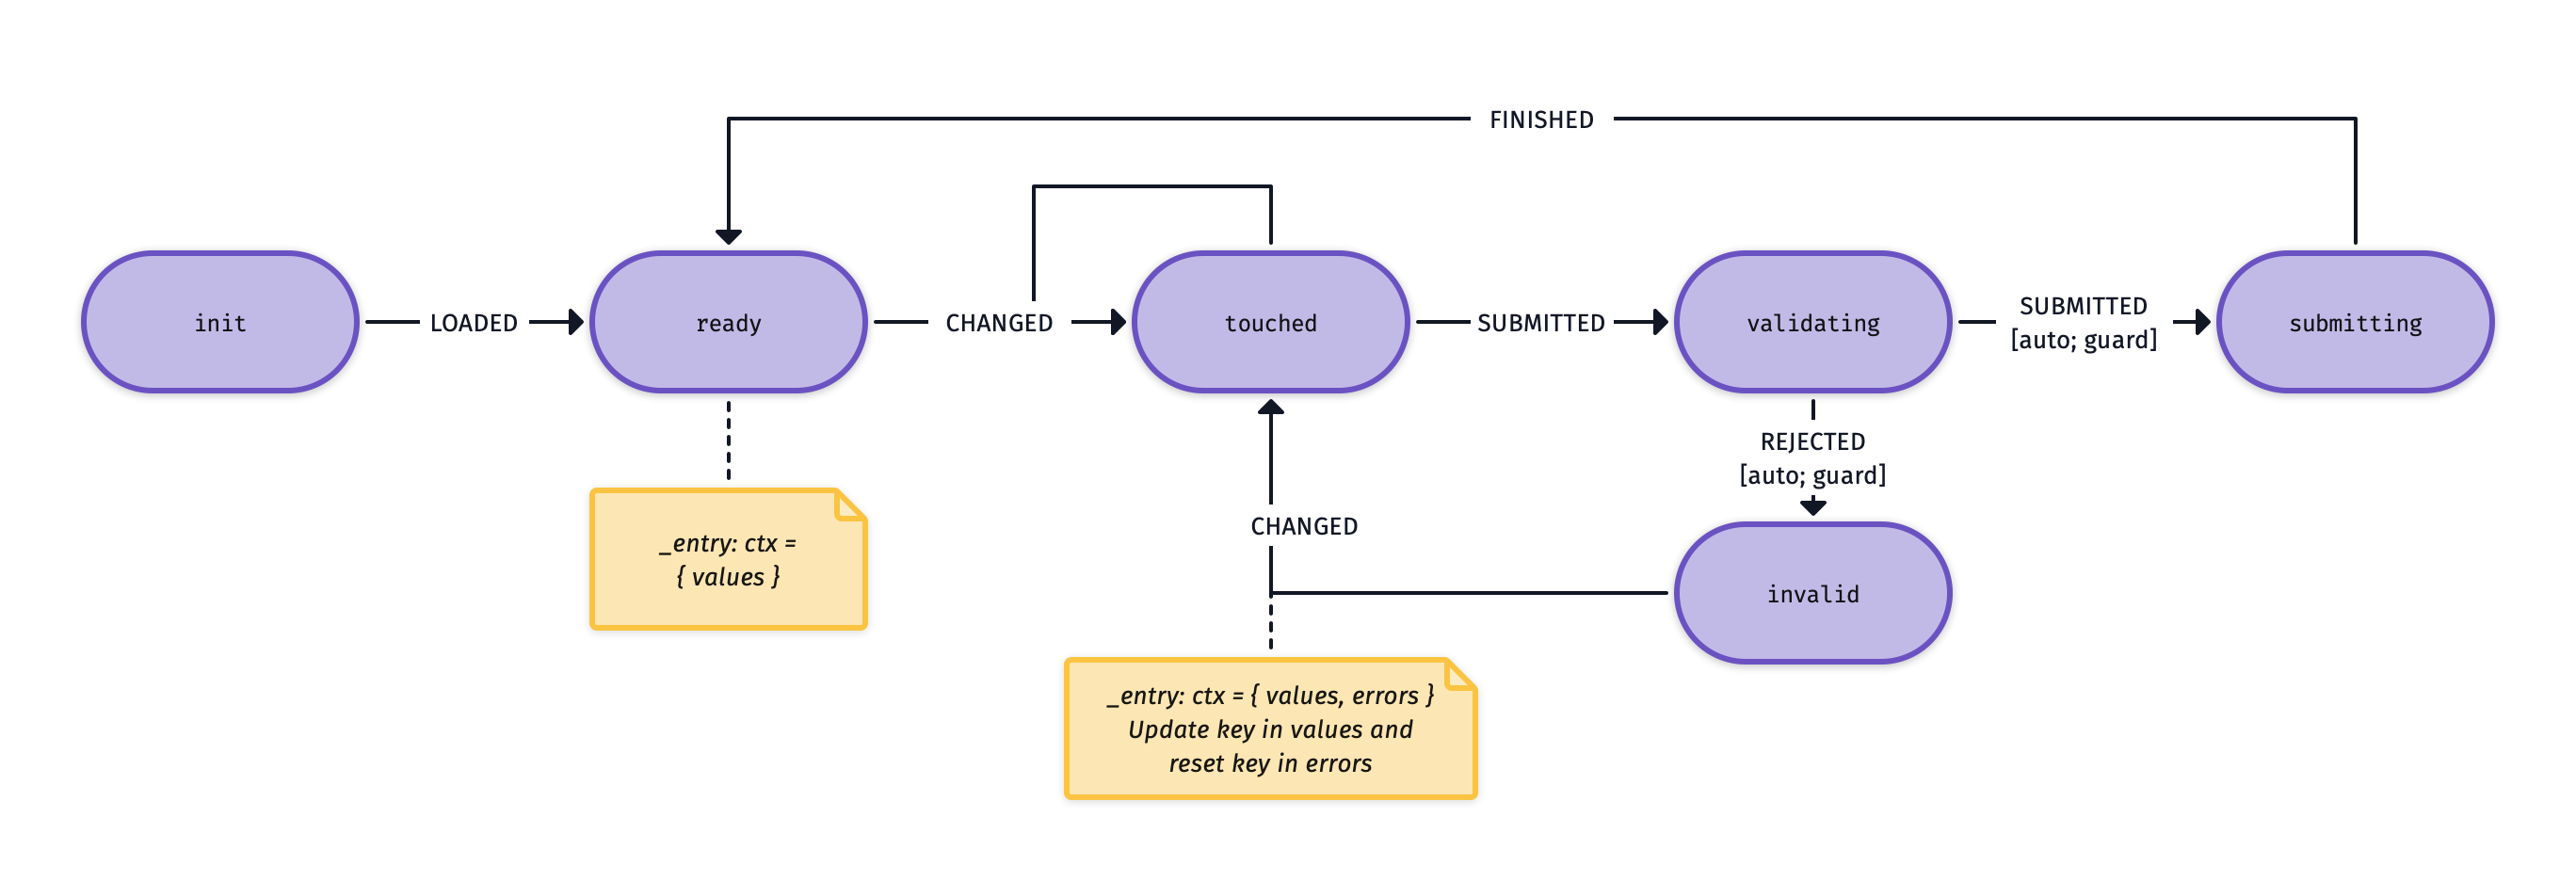 FINISHED
init
LOADED
ready
CHANGED
touched
SUBMITTED
validating
SUBMITTED
[auto; guard]
submitting
REJECTED
[auto; guard]
CHANGED
invalid
_entry: ctx =
{ values }
_entry: ctx = { values, errors }
Update key in values and
reset key in errors